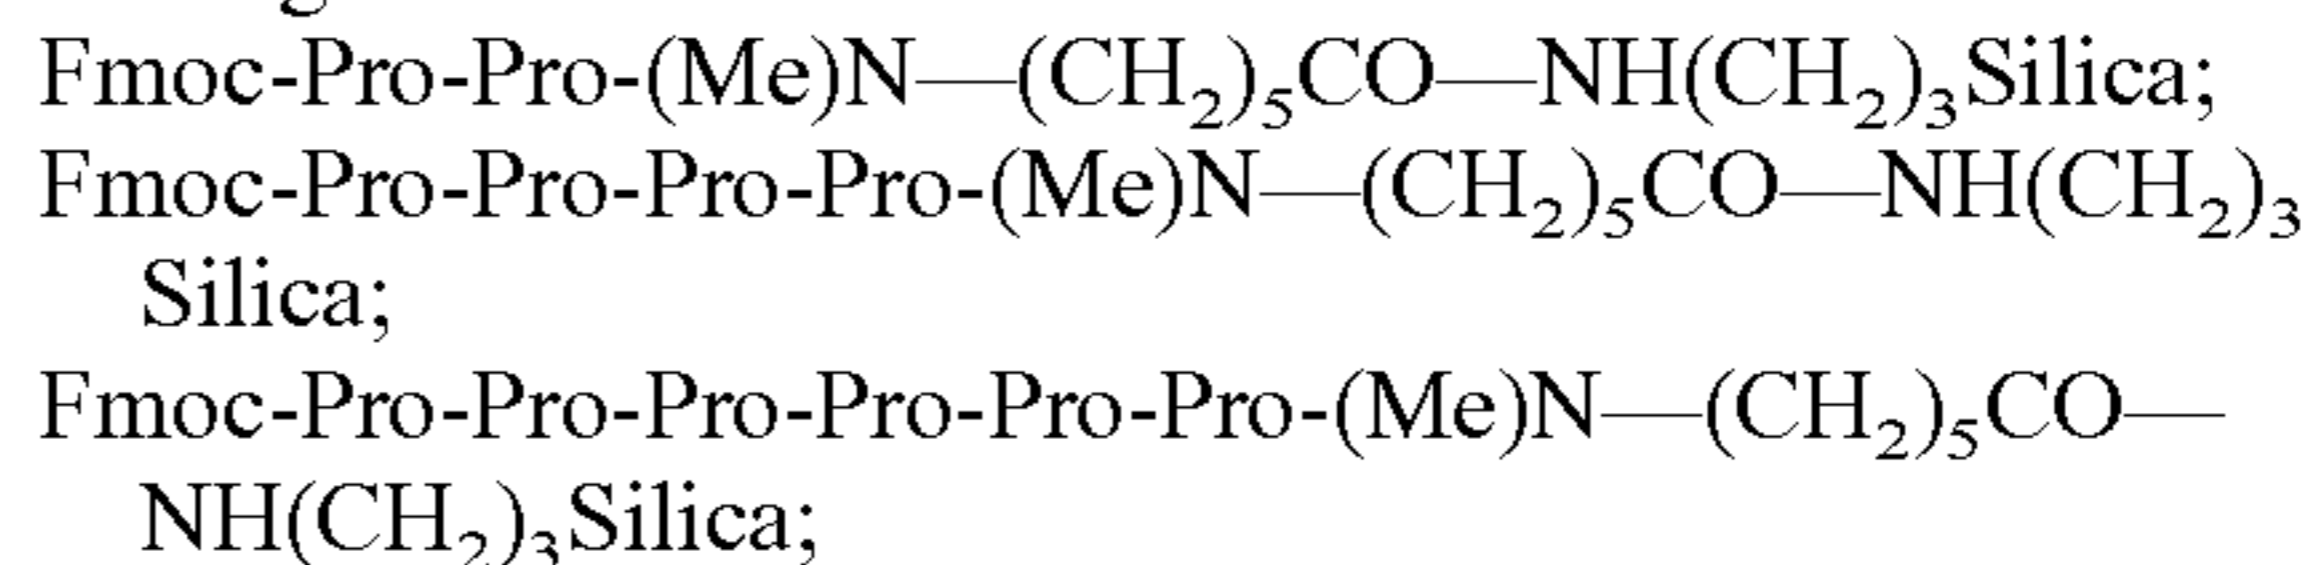 Fmoc-Pro-Pro-(Me)N—(CH₂)₅CO—NH(CH₂)₃Silica;
Fmoc-Pro-Pro-Pro-Pro-(Me)N—(CH₂)₅CO—NH(CH₂)₃
Silica;
Fmoc-Pro-Pro-Pro-Pro-Pro-Pro-(Me)N—(CH₂)₅CO—
NH(CH₂)₃Silica;